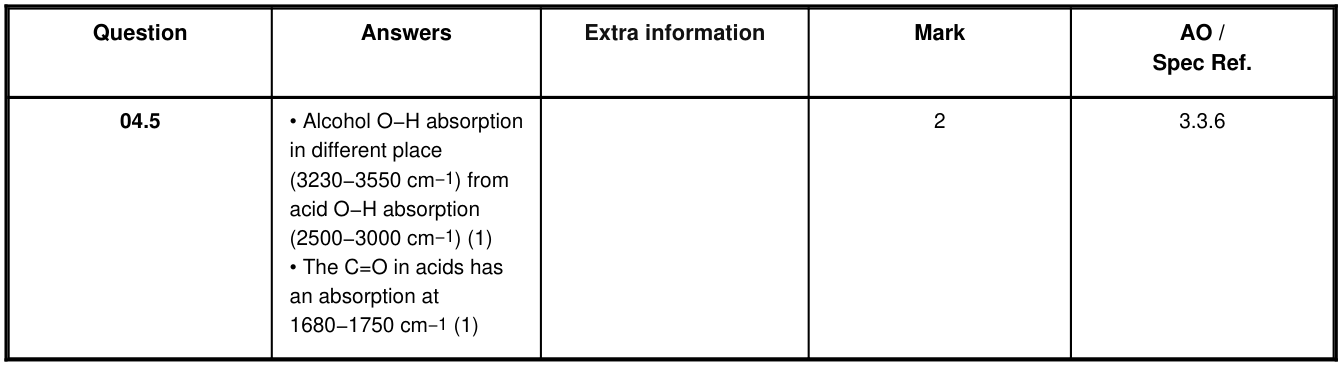 Question Answers Extra information Mark AO /
Spec Ref.
04.5 • Alcohol O–H absorption 2 3.3.6
in different place
(3230–3550 cm–1) from
acid O–H absorption
(2500–3000 cm–1) (1)
• The C=O in acids has
an absorption at
1680–1750 cm–1 (1)